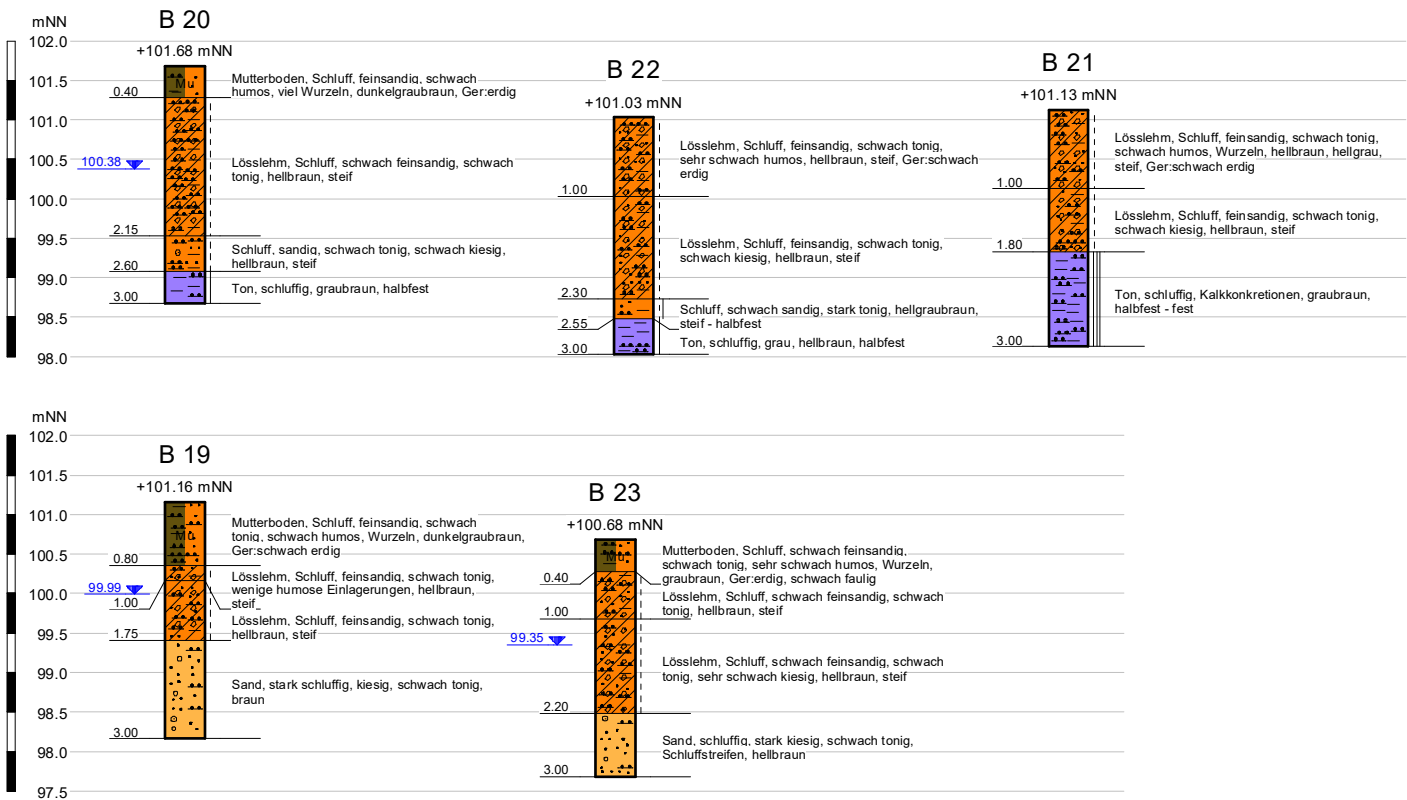 mNN
102.0
101.5
101.0
100.5
100.0
99.5
99.0
98.5
98.0
B 20
+101.68 mNN
Mu
0.40
Mutterboden, Schluff, feinsandig, schwach
humos, viel Wurzeln, dunkelgraubraun, Ger:erdig
100.38
Lösslehm, Schluff, schwach feinsandig, schwach
tonig, hellbraun, steif
2.15
Schluff, sandig, schwach tonig, schwach kiesig,
hellbraun, steif
2.60
Ton, schluffig, graubraun, halbfest
3.00
B 22
+101.03 mNN
Lösslehm, Schluff, feinsandig, schwach tonig,
sehr schwach humos, hellbraun, steif, Ger:schwach
erdig
1.00
Lösslehm, Schluff, feinsandig, schwach tonig,
schwach kiesig, hellbraun, steif
2.30
Schluff, schwach sandig, stark tonig, hellgraubraun,
steif - halbfest
2.55
Ton, schluffig, grau, hellbraun, halbfest
3.00
B 21
+101.13 mNN
Lösslehm, Schluff, feinsandig, schwach tonig,
schwach humos, Wurzeln, hellbraun, hellgrau,
steif, Ger:schwach erdig
1.00
Lösslehm, Schluff, feinsandig, schwach tonig,
schwach kiesig, hellbraun, steif
1.80
Ton, schluffig, Kalkkonkretionen, graubraun,
halbfest - fest
3.00
mNN
102.0
101.5
101.0
100.5
100.0
99.5
99.0
98.5
98.0
97.5
B 19
+101.16 mNN
Mu
Mutterboden, Schluff, feinsandig, schwach
tonig, schwach humos, Wurzeln, dunkelgraubraun,
Ger:schwach erdig
0.80
Lösslehm, Schluff, feinsandig, schwach tonig,
wenige humose Einlagerungen, hellbraun,
steif
99.99
1.00
Lösslehm, Schluff, feinsandig, schwach tonig,
hellbraun, steif
1.75
Sand, stark schluffig, kiesig, schwach tonig,
braun
3.00
B 23
+100.68 mNN
Mu
Mutterboden, Schluff, schwach feinsandig,
schwach tonig, sehr schwach humos, Wurzeln,
graubraun, Ger:erdig, schwach faulig
0.40
Lösslehm, Schluff, schwach feinsandig, schwach
tonig, hellbraun, steif
1.00
99.35
Lösslehm, Schluff, schwach feinsandig, schwach
tonig, sehr schwach kiesig, hellbraun, steif
2.20
Sand, schluffig, stark kiesig, schwach tonig,
Schluffstreifen, hellbraun
3.00